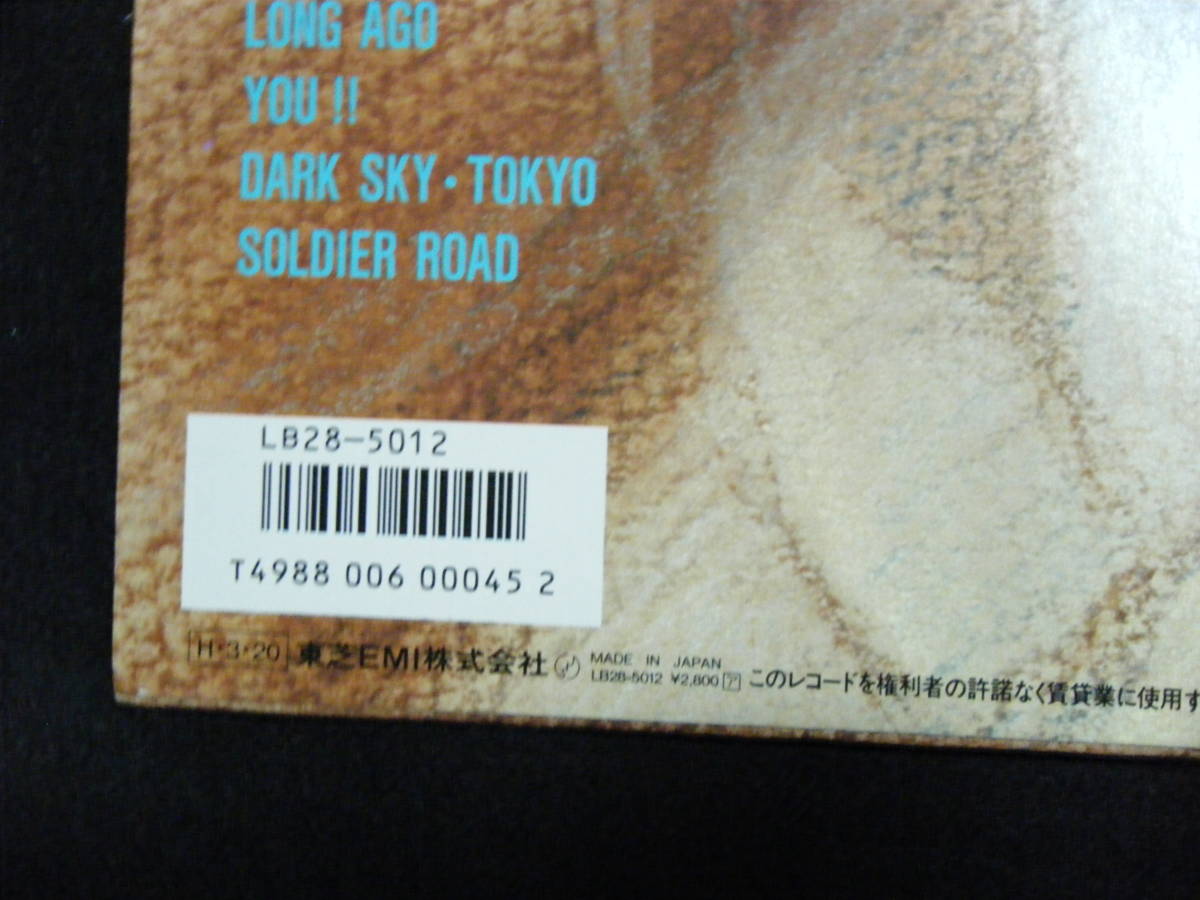 LONG AGO
YOU !!
DARK SKY・TOKYO
SOLDIER ROAD
LB28-5012
T4988 006 00045 2
H・3・20 東芝EMI株式会社 MADE IN JAPAN
LB28-5012 ¥2,800 ア このレコードを権利者の許諾なく賃貸業に使用す